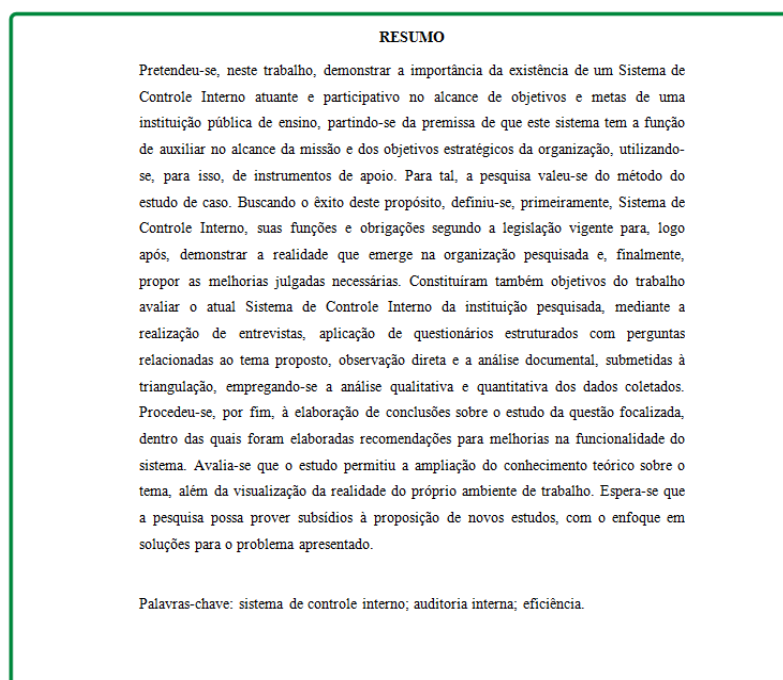 RESUMO
Pretendeu-se, neste trabalho, demonstrar a importância da existência de um Sistema de
Controle Interno atuante e participativo no alcance de objetivos e metas de uma
instituição pública de ensino, partindo-se da premissa de que este sistema tem a função
de auxiliar no alcance da missão e dos objetivos estratégicos da organização, utilizando-
se, para isso, de instrumentos de apoio. Para tal, a pesquisa valeu-se do método do
estudo de caso. Buscando o êxito deste propósito, definiu-se, primeiramente, Sistema de
Controle Interno, suas funções e obrigações segundo a legislação vigente para, logo
após, demonstrar a realidade que emerge na organização pesquisada e, finalmente,
propor as melhorias julgadas necessárias. Constituíram também objetivos do trabalho
avaliar o atual Sistema de Controle Interno da instituição pesquisada, mediante a
realização de entrevistas, aplicação de questionários estruturados com perguntas
relacionadas ao tema proposto, observação direta e a análise documental, submetidas à
triangulação, empregando-se a análise qualitativa e quantitativa dos dados coletados.
Procedeu-se, por fim, à elaboração de conclusões sobre o estudo da questão focalizada,
dentro das quais foram elaboradas recomendações para melhorias na funcionalidade do
sistema. Avalia-se que o estudo permitiu a ampliação do conhecimento teórico sobre o
tema, além da visualização da realidade do próprio ambiente de trabalho. Espera-se que
a pesquisa possa prover subsídios à proposição de novos estudos, com o enfoque em
soluções para o problema apresentado.
Palavras-chave: sistema de controle interno; auditoria interna; eficiência.